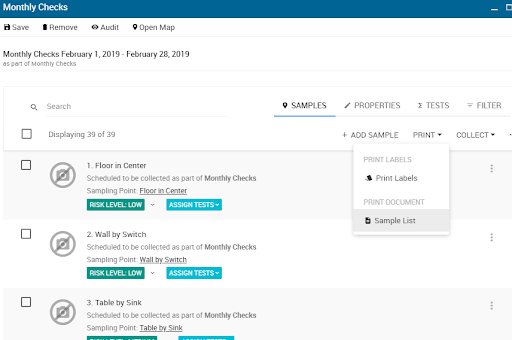 Monthly Checks
Save Remove Audit Open Map
Monthly Checks February 1, 2019 - February 28, 2019
as part of Monthly Checks
Search
SAMPLES PROPERTIES Σ TESTS FILTER
Displaying 39 of 39
+ ADD SAMPLE PRINT COLLECT
PRINT LABELS
Print Labels
PRINT DOCUMENT
Sample List
1. Floor in Center
Scheduled to be collected as part of Monthly Checks
Sampling Point: Floor in Center
RISK LEVEL: LOW ASSIGN TESTS
2. Wall by Switch
Scheduled to be collected as part of Monthly Checks
Sampling Point: Wall by Switch
RISK LEVEL: LOW ASSIGN TESTS
3. Table by Sink
Scheduled to be collected as part of Monthly Checks
Sampling Point: Table by Sink